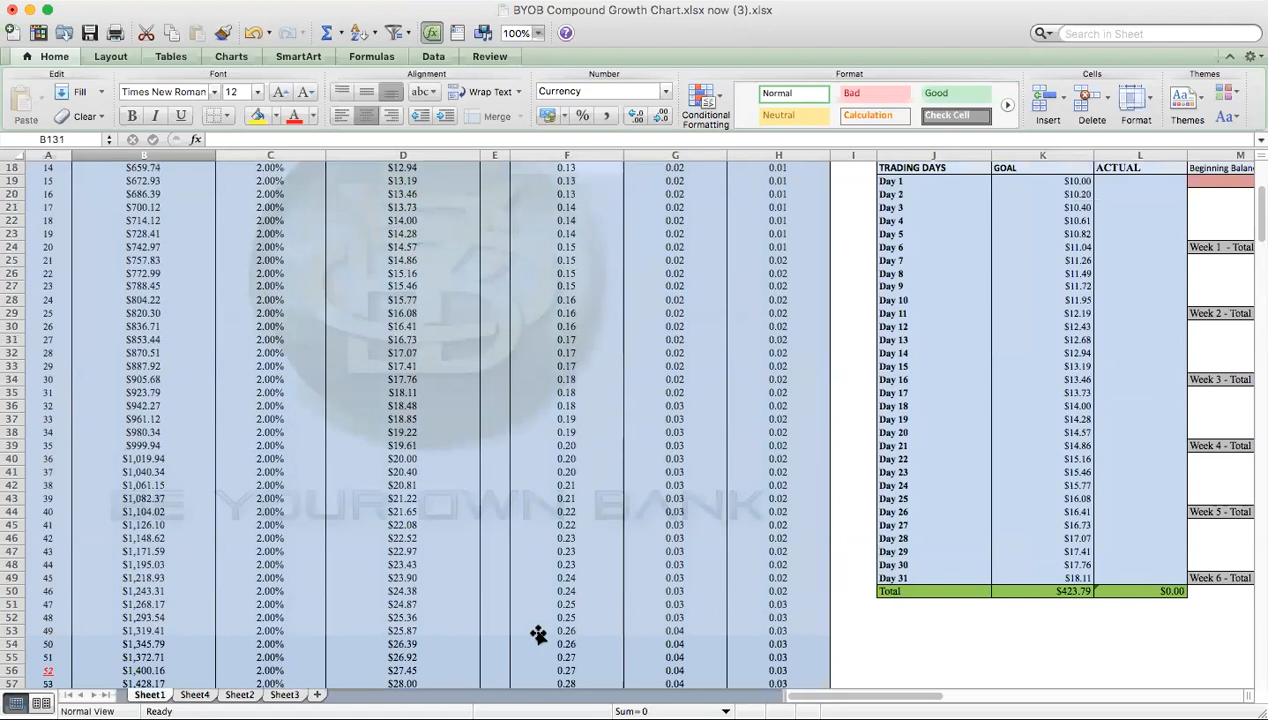 BYOB Compound Growth Chart.xlsx now (3).xlsx
100% Search in Sheet
Home Layout Tables Charts SmartArt Formulas Data Review
Edit Font Alignment Number Format Cells Themes
Fill Times New Roman 12 abc Wrap Text Currency Normal Bad Good
Paste Clear B I U A Merge % Conditional Formatting Neutral Calculation Check Cell Insert Delete Format Themes Aa
B131 fx
A B C D E F G H I J K L M
18 14 $659.74 2.00% $12.94 0.13 0.02 0.01 TRADING DAYS GOAL ACTUAL Beginning Balan
19 15 $672.93 2.00% $13.19 0.13 0.02 0.01 Day 1 $10.00
20 16 $686.39 2.00% $13.46 0.13 0.02 0.01 Day 2 $10.20
21 17 $700.12 2.00% $13.73 0.14 0.02 0.01 Day 3 $10.40
22 18 $714.12 2.00% $14.00 0.14 0.02 0.01 Day 4 $10.61
23 19 $728.41 2.00% $14.28 0.14 0.02 0.01 Day 5 $10.82
24 20 $742.97 2.00% $14.57 0.15 0.02 0.01 Day 6 $11.04 Week 1 - Total
25 21 $757.83 2.00% $14.86 0.15 0.02 0.01 Day 7 $11.26
26 22 $772.99 2.00% $15.16 0.15 0.02 0.02 Day 8 $11.49
27 23 $788.45 2.00% $15.46 0.15 0.02 0.02 Day 9 $11.72
28 24 $804.22 2.00% $15.77 0.16 0.02 0.02 Day 10 $11.95
29 25 $820.30 2.00% $16.08 0.16 0.02 0.02 Day 11 $12.19 Week 2 - Total
30 26 $836.71 2.00% $16.41 0.16 0.02 0.02 Day 12 $12.43
31 27 $853.44 2.00% $16.73 0.17 0.02 0.02 Day 13 $12.68
32 28 $870.51 2.00% $17.07 0.17 0.02 0.02 Day 14 $12.94
33 29 $887.92 2.00% $17.41 0.17 0.02 0.02 Day 15 $13.19
34 30 $905.68 2.00% $17.76 0.18 0.02 0.02 Day 16 $13.46 Week 3 - Total
35 31 $923.79 2.00% $18.11 0.18 0.02 0.02 Day 17 $13.73
36 32 $942.27 2.00% $18.48 0.18 0.03 0.02 Day 18 $14.00
37 33 $961.12 2.00% $18.85 0.19 0.03 0.02 Day 19 $14.28
38 34 $980.34 2.00% $19.22 0.19 0.03 0.02 Day 20 $14.57
39 35 $999.94 2.00% $19.61 0.20 0.03 0.02 Day 21 $14.86 Week 4 - Total
40 36 $1,019.94 2.00% $20.00 0.20 0.03 0.02 Day 22 $15.16
41 37 $1,040.34 2.00% $20.40 0.20 0.03 0.02 Day 23 $15.46
42 38 $1,061.15 2.00% $20.81 0.21 0.03 0.02 Day 24 $15.77
43 39 $1,082.37 2.00% $21.22 0.21 0.03 0.02 Day 25 $16.08
44 40 $1,104.02 2.00% $21.65 0.22 0.03 0.02 Day 26 $16.41 Week 5 - Total
45 41 $1,126.10 2.00% $22.08 0.22 0.03 0.02 Day 27 $16.73
46 42 $1,148.62 2.00% $22.52 0.23 0.03 0.02 Day 28 $17.07
47 43 $1,171.59 2.00% $22.97 0.23 0.03 0.02 Day 29 $17.41
48 44 $1,195.03 2.00% $23.43 0.23 0.03 0.02 Day 30 $17.76
49 45 $1,218.93 2.00% $23.90 0.24 0.03 0.02 Day 31 $18.11 Week 6 - Total
50 46 $1,243.31 2.00% $24.38 0.24 0.03 0.02 Total $423.79 $0.00
51 47 $1,268.17 2.00% $24.87 0.25 0.03 0.03
52 48 $1,293.54 2.00% $25.36 0.25 0.03 0.03
53 49 $1,319.41 2.00% $25.87 0.26 0.04 0.03
54 50 $1,345.79 2.00% $26.39 0.26 0.04 0.03
55 51 $1,372.71 2.00% $26.92 0.27 0.04 0.03
56 52 $1,400.16 2.00% $27.45 0.27 0.04 0.03
57 53 $1,428.17 2.00% $28.00 0.28 0.04 0.03
BE YOUR OWN BANK
Sheet1 Sheet4 Sheet2 Sheet3 +
Normal View Ready Sum=0